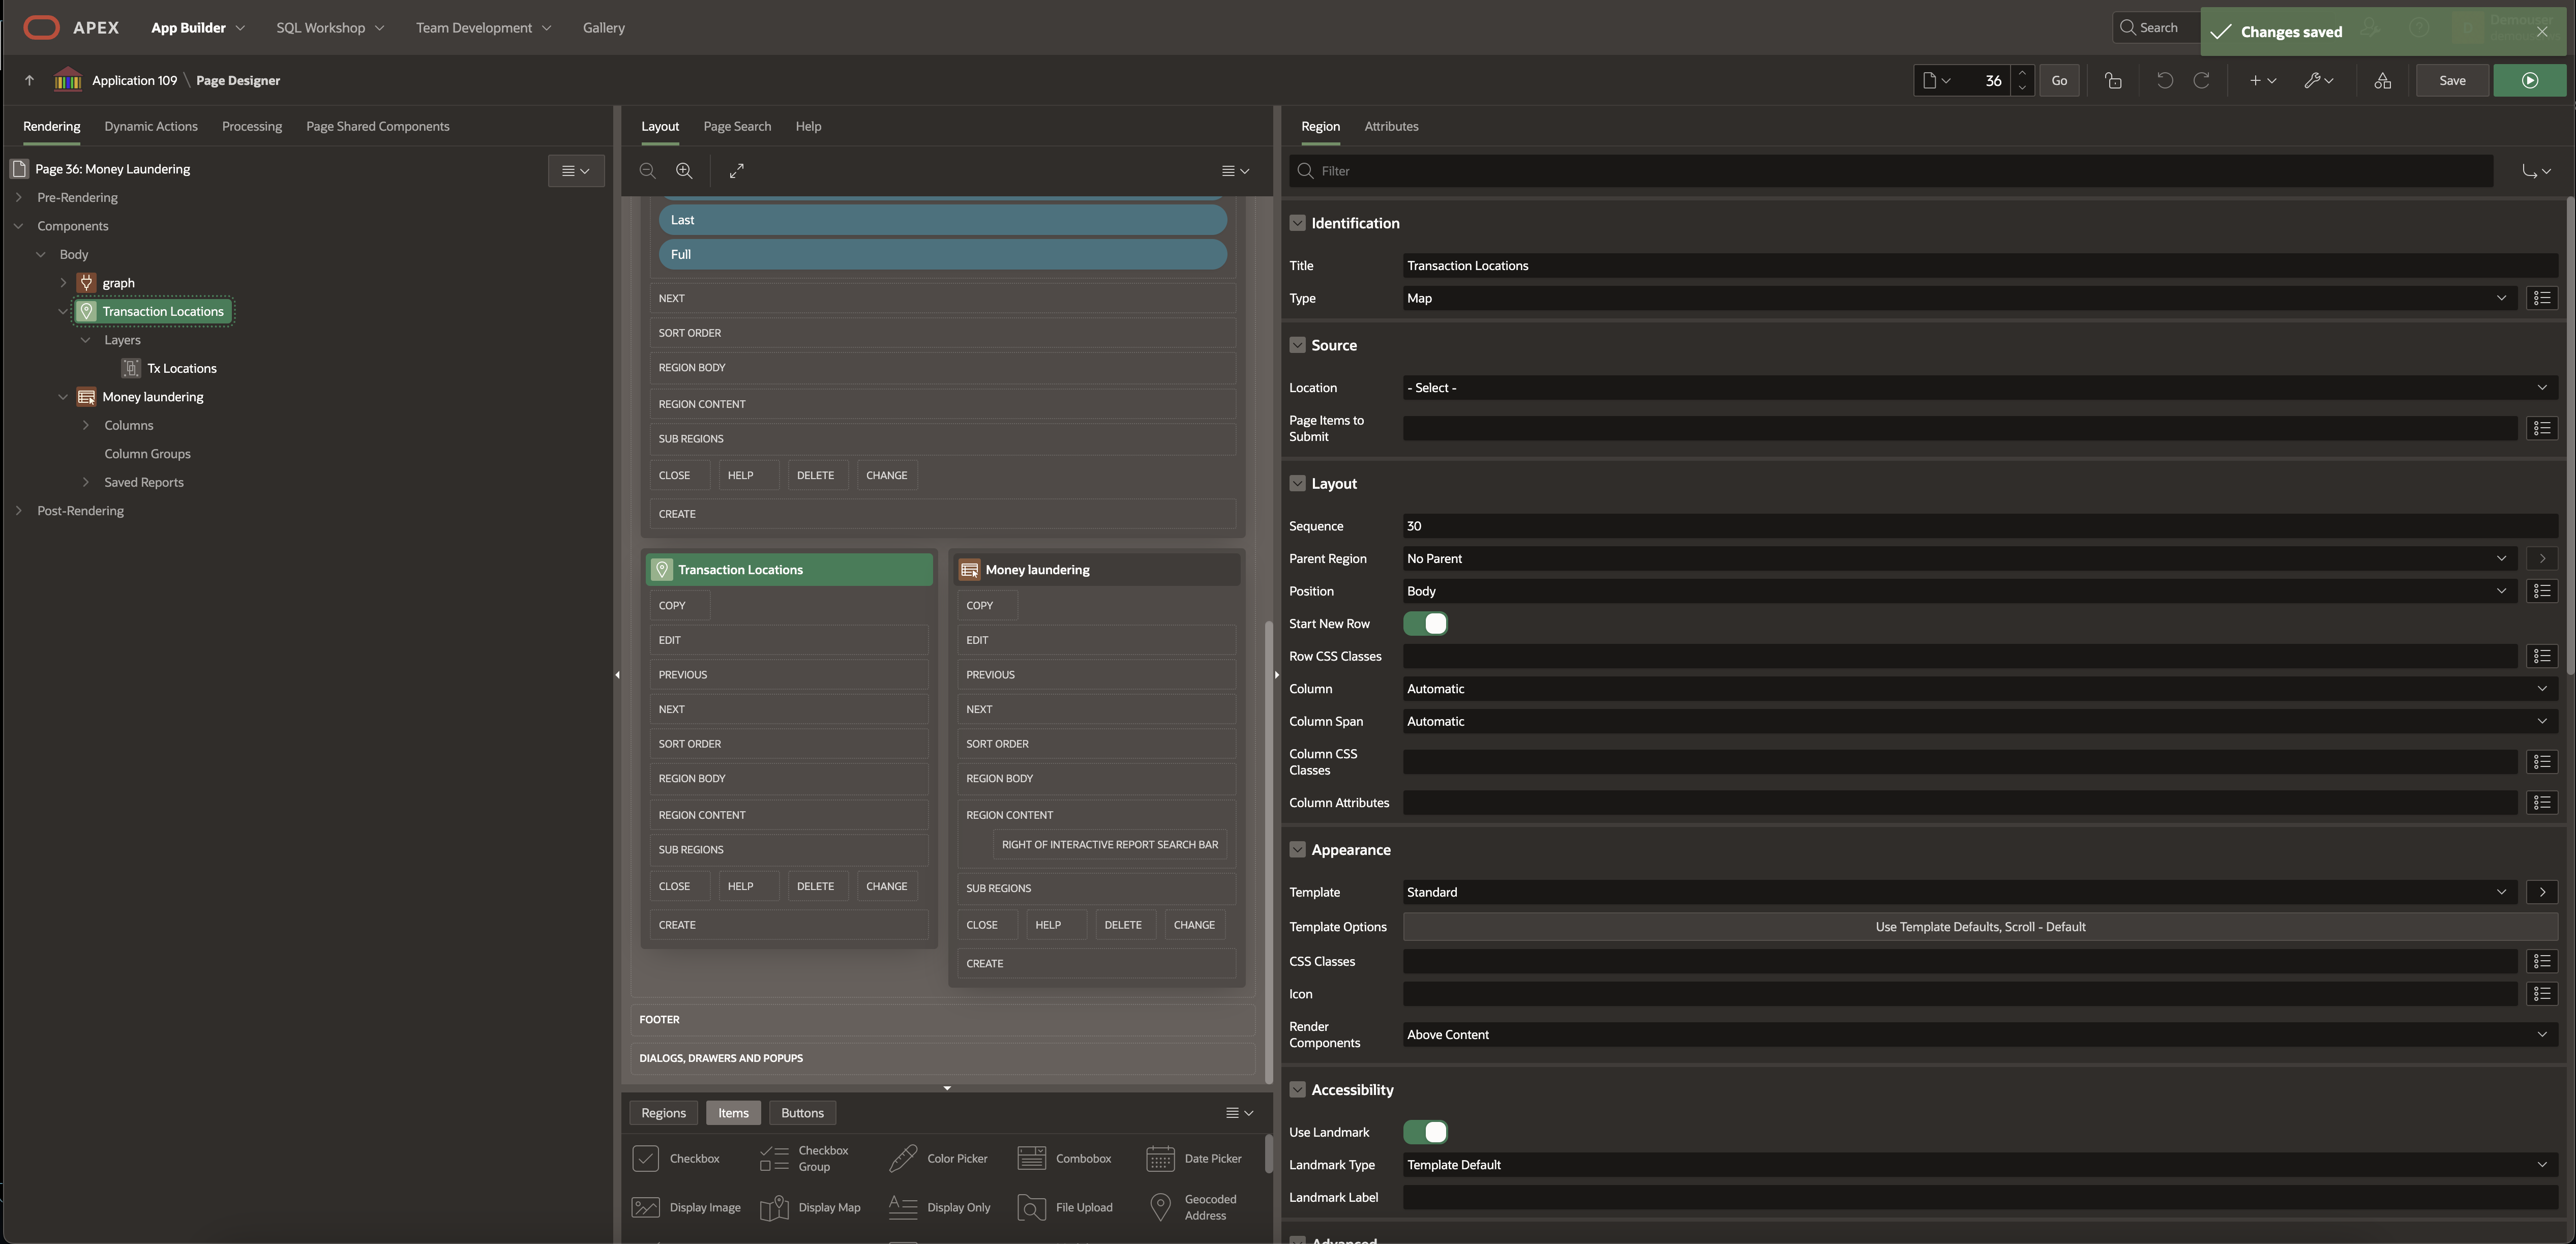 APEX
App Builder
SQL Workshop
Team Development
Gallery
Search
Changes saved
Application 109 \ Page Designer
36
Go
Save
Rendering
Dynamic Actions
Processing
Page Shared Components
Page 36: Money Laundering
Pre-Rendering
Components
Body
graph
Transaction Locations
Layers
Tx Locations
Money laundering
Columns
Column Groups
Saved Reports
Post-Rendering
Layout
Page Search
Help
Last
Full
NEXT
SORT ORDER
REGION BODY
REGION CONTENT
SUB REGIONS
CLOSE
HELP
DELETE
CHANGE
CREATE
Transaction Locations
COPY
EDIT
PREVIOUS
NEXT
SORT ORDER
REGION BODY
REGION CONTENT
SUB REGIONS
CLOSE
HELP
DELETE
CHANGE
CREATE
Money laundering
COPY
EDIT
PREVIOUS
NEXT
SORT ORDER
REGION BODY
REGION CONTENT
RIGHT OF INTERACTIVE REPORT SEARCH BAR
SUB REGIONS
CLOSE
HELP
DELETE
CHANGE
CREATE
FOOTER
DIALOGS, DRAWERS AND POPUPS
Regions
Items
Buttons
Checkbox
Checkbox
Group
Color Picker
Combobox
Date Picker
Display Image
Display Map
Display Only
File Upload
Geocoded
Address
Region
Attributes
Filter
Identification
Title
Transaction Locations
Type
Map
Source
Location
- Select -
Page Items to
Submit
Layout
Sequence
30
Parent Region
No Parent
Position
Body
Start New Row
Row CSS Classes
Column
Automatic
Column Span
Automatic
Column CSS
Classes
Column Attributes
Appearance
Template
Standard
Template Options
Use Template Defaults, Scroll - Default
CSS Classes
Icon
Render
Components
Above Content
Accessibility
Use Landmark
Landmark Type
Template Default
Landmark Label
Advanced